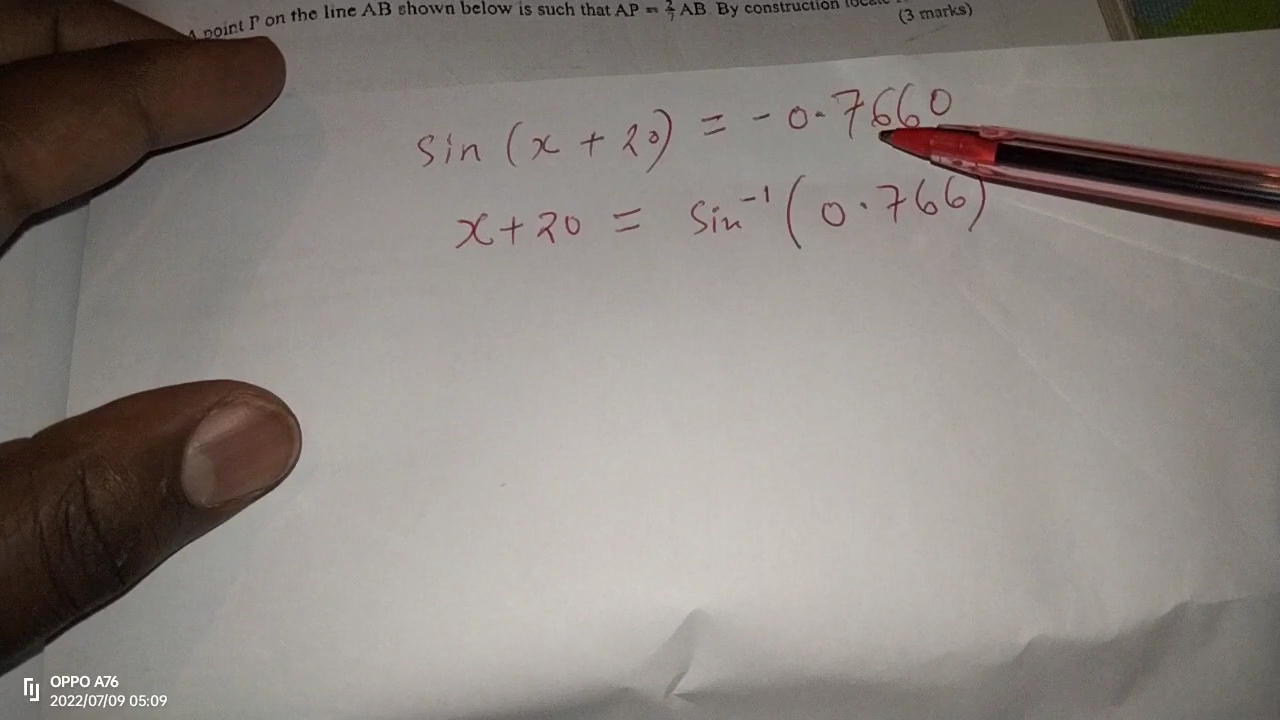 A point P on the line AB shown below is such that AP = 2/7 AB. By construction locate
(3 marks)
sin (x + 20) = - 0.7660
x + 20 = sin⁻¹ (0.766)
OPPO A76
2022/07/09 05:09